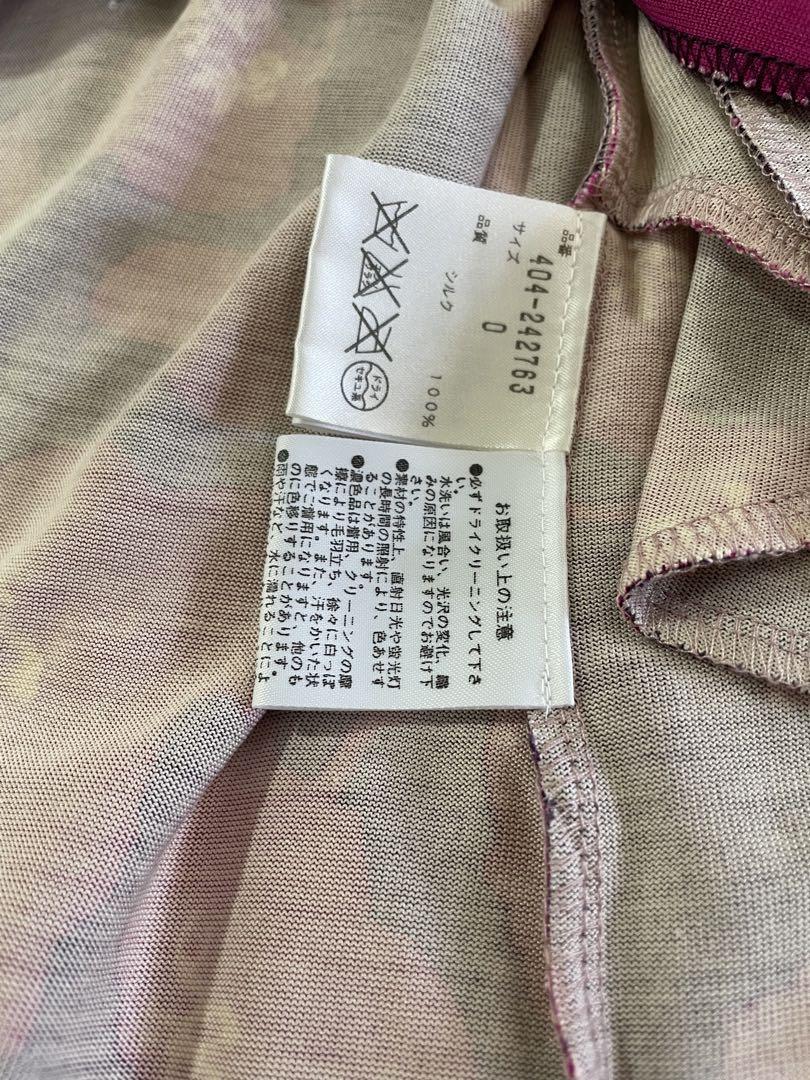 品番 404-242763
サイズ 0
品質
シルク 100%
エンソ
ドライ
セキユ系
お取扱い上の注意
●必ずドライクリーニングして下さ
い。
水洗いは風合い、光沢の変化、縮
みの原因になりますのでお避け下
さい。
●素材の特性上、直射日光や蛍光灯
の長時間の照射により、色あせす
ることがあります。
●濃色品は着用、クリーニングの摩
擦により毛羽立ち、徐々に白っぽ
くなります。また、汗をかいた状
態でご着用になりますと、他のも
のに色移りすることがあります。
●雨や汗など、水に濡れることによ